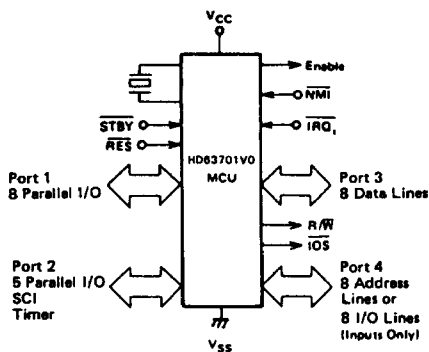 VCC
Enable
NMI
STBY
IRQ1
RES
HD63701V0
MCU
Port 1
8 Parallel I/O
Port 3
8 Data Lines
R/W
IOS
Port 2
5 Parallel I/O
SCI
Timer
Port 4
8 Address
Lines or
8 I/O Lines
(Inputs Only)
VSS